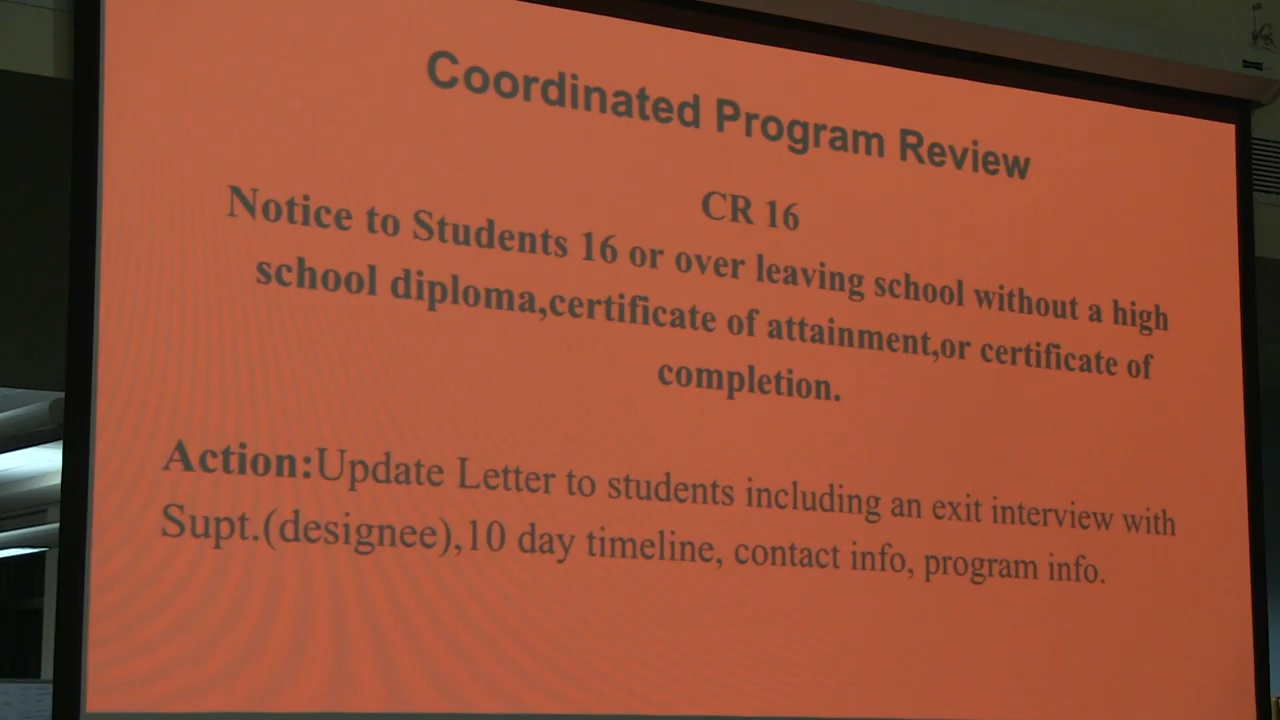 Coordinated Program Review
CR 16
Notice to Students 16 or over leaving school without a high
school diploma,certificate of attainment,or certificate of
completion.
Action:Update Letter to students including an exit interview with
Supt.(designee),10 day timeline, contact info, program info.